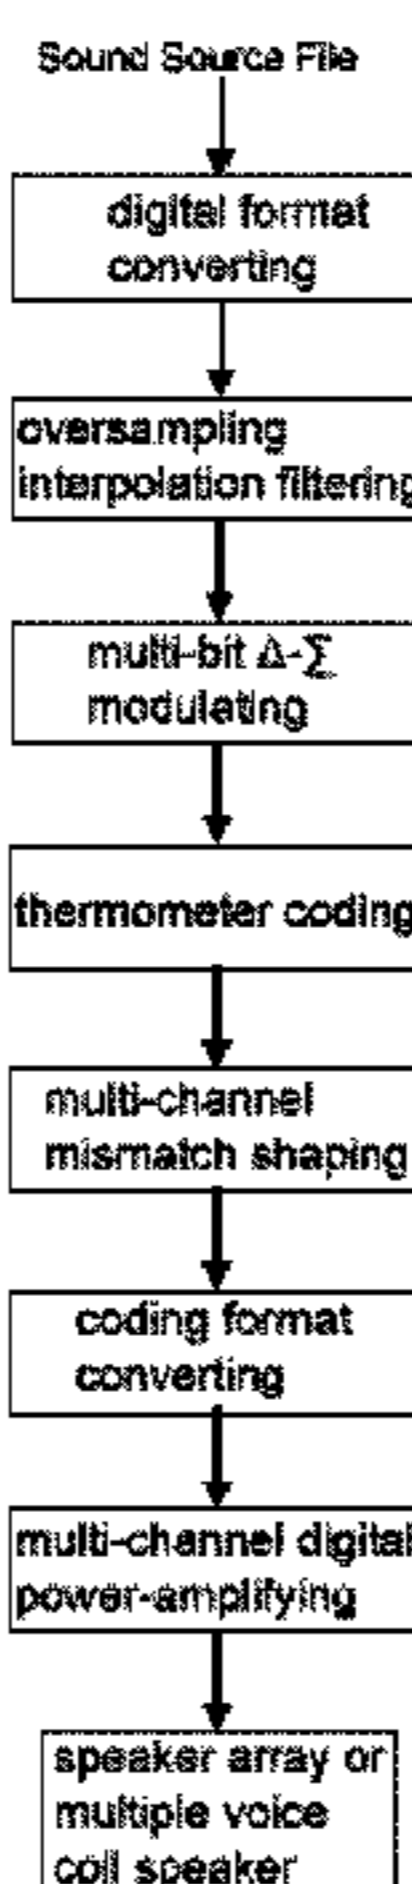 Sound Source File
digital format
converting
oversampling
interpolation filtering
multi-bit Δ-∑
modulating
thermometer coding
multi-channel
mismatch shaping
coding format
converting
multi-channel digital
power-amplifying
speaker array or
multiple voice
coil speaker